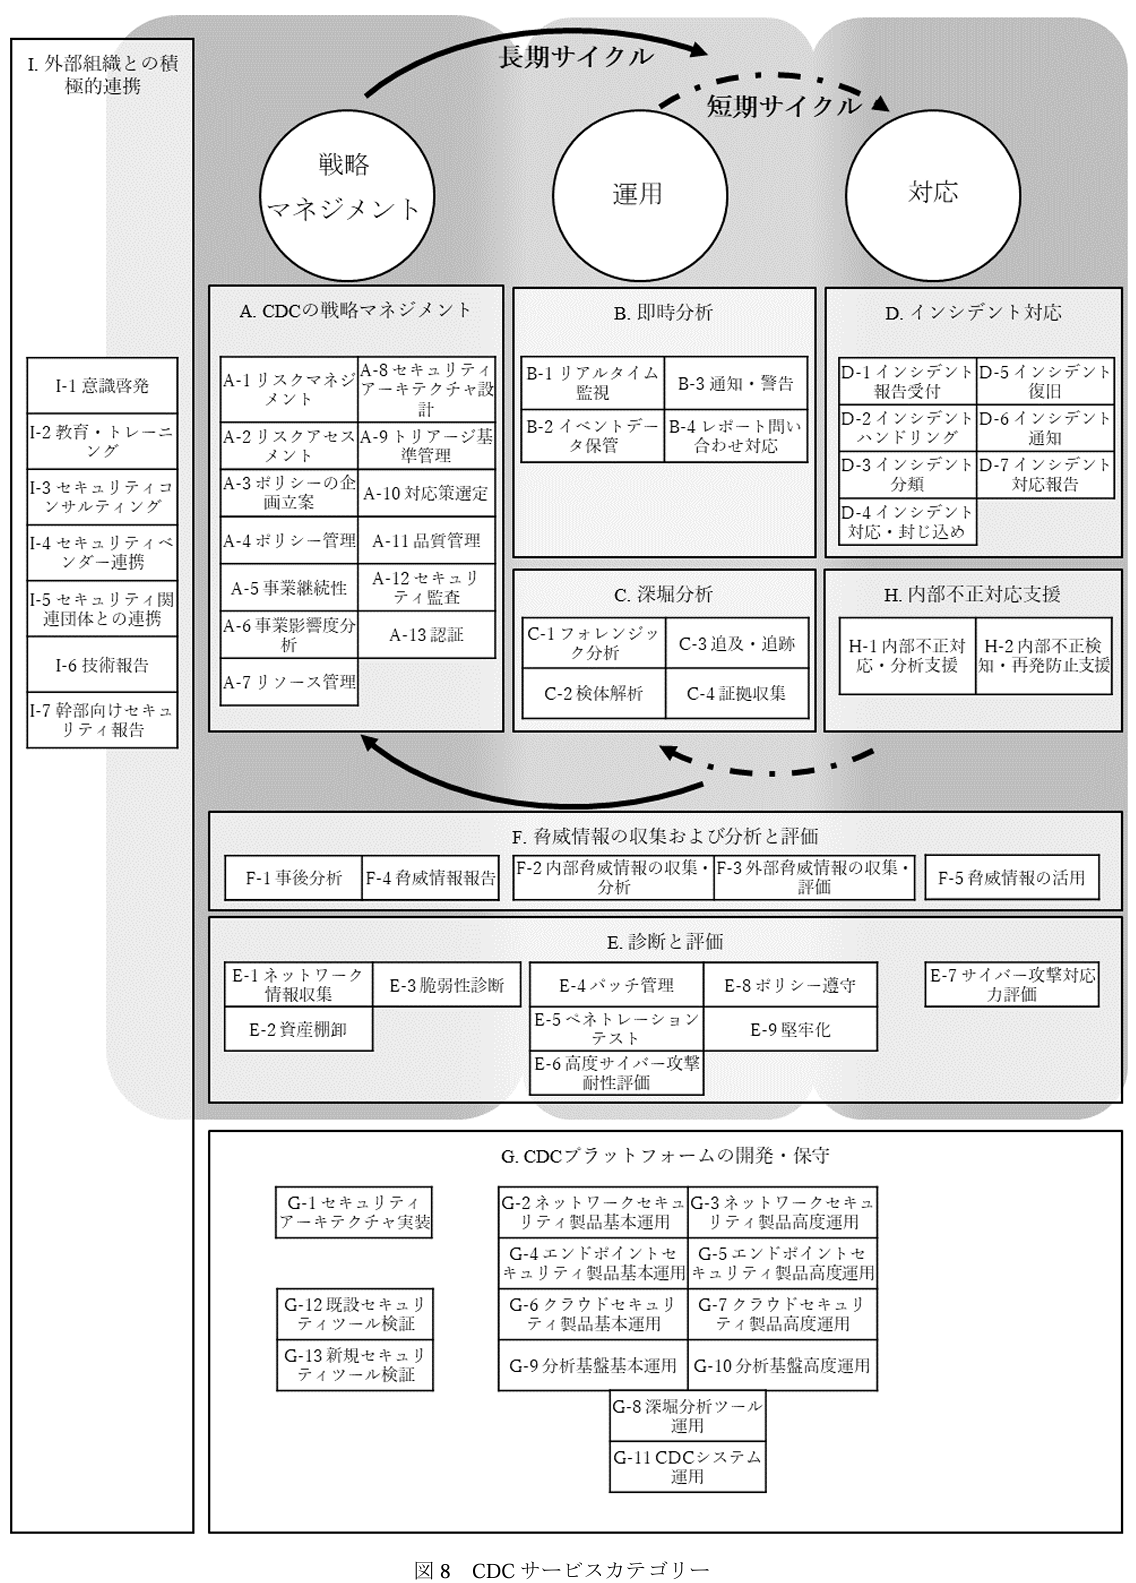 I. 外部組織との積
極的連携
I-1 意識啓発
I-2 教育・トレーニ
ング
I-3 セキュリティコ
ンサルティング
I-4 セキュリティベ
ンダー連携
I-5 セキュリティ関
連団体との連携
I-6 技術報告
I-7 幹部向けセキュ
リティ報告
長期サイクル
短期サイクル
戦略
マネジメント
運用
対応
A. CDCの戦略マネジメント
A-1 リスクマネジ
メント
A-8 セキュリティ
アーキテクチャ設
計
A-2 リスクアセス
メント
A-9 トリアージ基
準管理
A-3 ポリシーの企
画立案
A-10 対応策選定
A-4 ポリシー管理
A-11 品質管理
A-5 事業継続性
A-12 セキュリ
ティ監査
A-6 事業影響度分
析
A-13 認証
A-7 リソース管理
B. 即時分析
B-1 リアルタイム
監視
B-3 通知・警告
B-2 イベントデー
タ保管
B-4 レポート問い
合わせ対応
C. 深堀分析
C-1 フォレンジッ
ク分析
C-3 追及・追跡
C-2 検体解析
C-4 証拠収集
D. インシデント対応
D-1 インシデント
報告受付
D-5 インシデント
復旧
D-2 インシデント
ハンドリング
D-6 インシデント
通知
D-3 インシデント
分類
D-7 インシデント
対応報告
D-4 インシデント
対応・封じ込め
H. 内部不正対応支援
H-1 内部不正対
応・分析支援
H-2 内部不正検
知・再発防止支援
F. 脅威情報の収集および分析と評価
F-1 事後分析
F-4 脅威情報報告
F-2 内部脅威情報の収集・
分析
F-3 外部脅威情報の収集・
評価
F-5 脅威情報の活用
E. 診断と評価
E-1 ネットワーク
情報収集
E-3 脆弱性診断
E-2 資産棚卸
E-4 パッチ管理
E-8 ポリシー遵守
E-5 ペネトレーション
テスト
E-9 堅牢化
E-6 高度サイバー攻撃
耐性評価
E-7 サイバー攻撃対応
力評価
G. CDCプラットフォームの開発・保守
G-1 セキュリティ
アーキテクチャ実装
G-12 既設セキュリ
ティツール検証
G-13 新規セキュリ
ティツール検証
G-2 ネットワークセキュ
リティ製品基本運用
G-3 ネットワークセキュ
リティ製品高度運用
G-4 エンドポイントセ
キュリティ製品基本運用
G-5 エンドポイントセ
キュリティ製品高度運用
G-6 クラウドセキュリ
ティ製品基本運用
G-7 クラウドセキュリ
ティ製品高度運用
G-9 分析基盤基本運用
G-10 分析基盤高度運用
G-8 深堀分析ツール
運用
G-11 CDCシステム
運用
図 8　CDC サービスカテゴリー